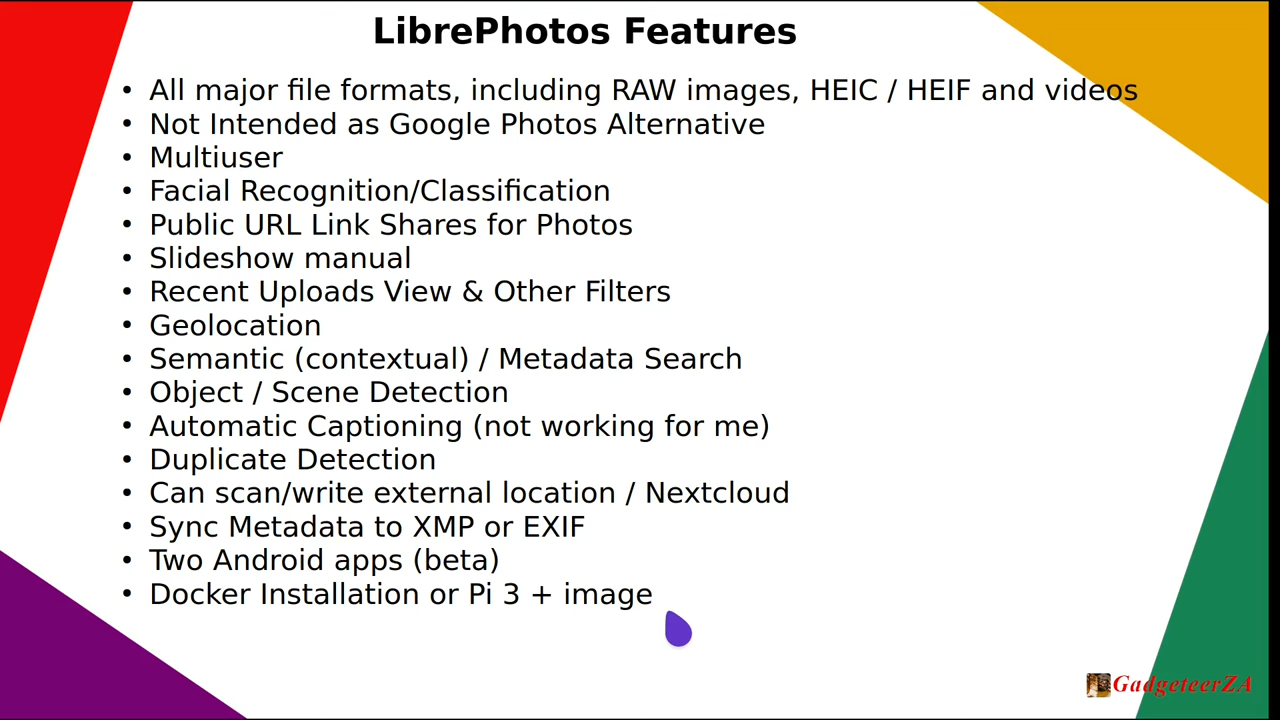 LibrePhotos Features
• All major file formats, including RAW images, HEIC / HEIF and videos
• Not Intended as Google Photos Alternative
• Multiuser
• Facial Recognition/Classification
• Public URL Link Shares for Photos
• Slideshow manual
• Recent Uploads View & Other Filters
• Geolocation
• Semantic (contextual) / Metadata Search
• Object / Scene Detection
• Automatic Captioning (not working for me)
• Duplicate Detection
• Can scan/write external location / Nextcloud
• Sync Metadata to XMP or EXIF
• Two Android apps (beta)
• Docker Installation or Pi 3 + image
GadgeteerZA